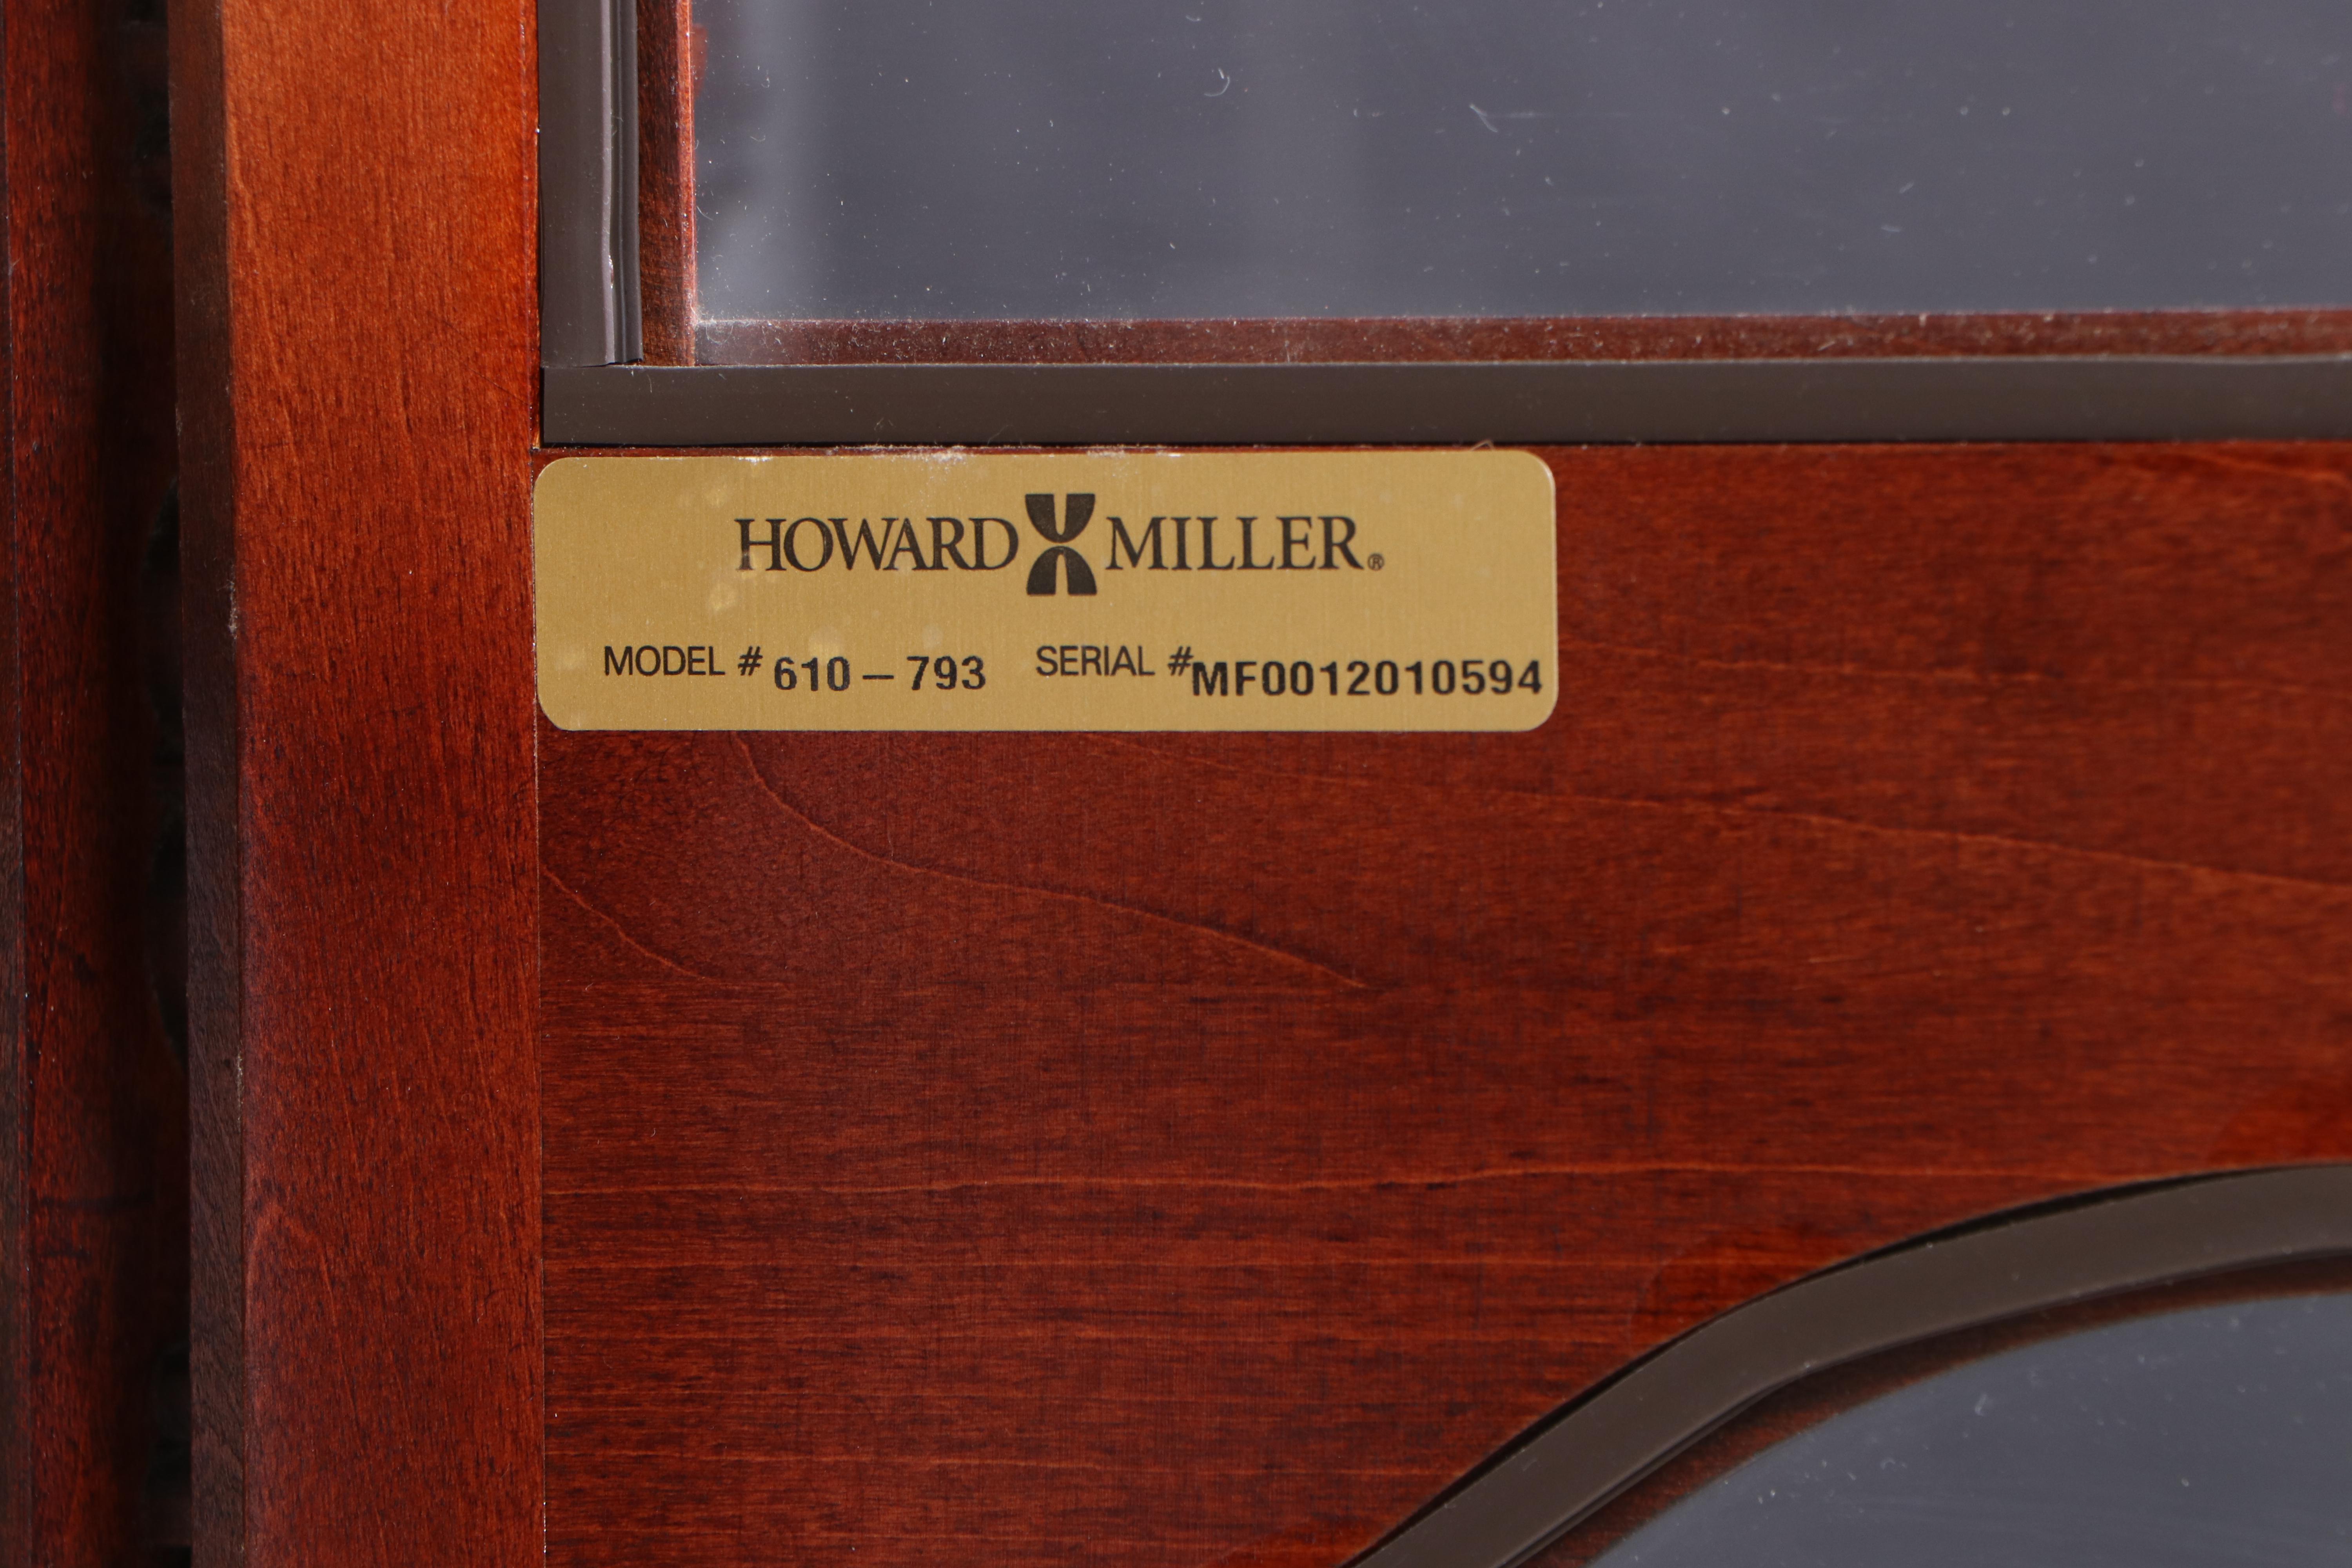 HOWARD MILLER®
MODEL # 610-793 SERIAL #MF0012010594